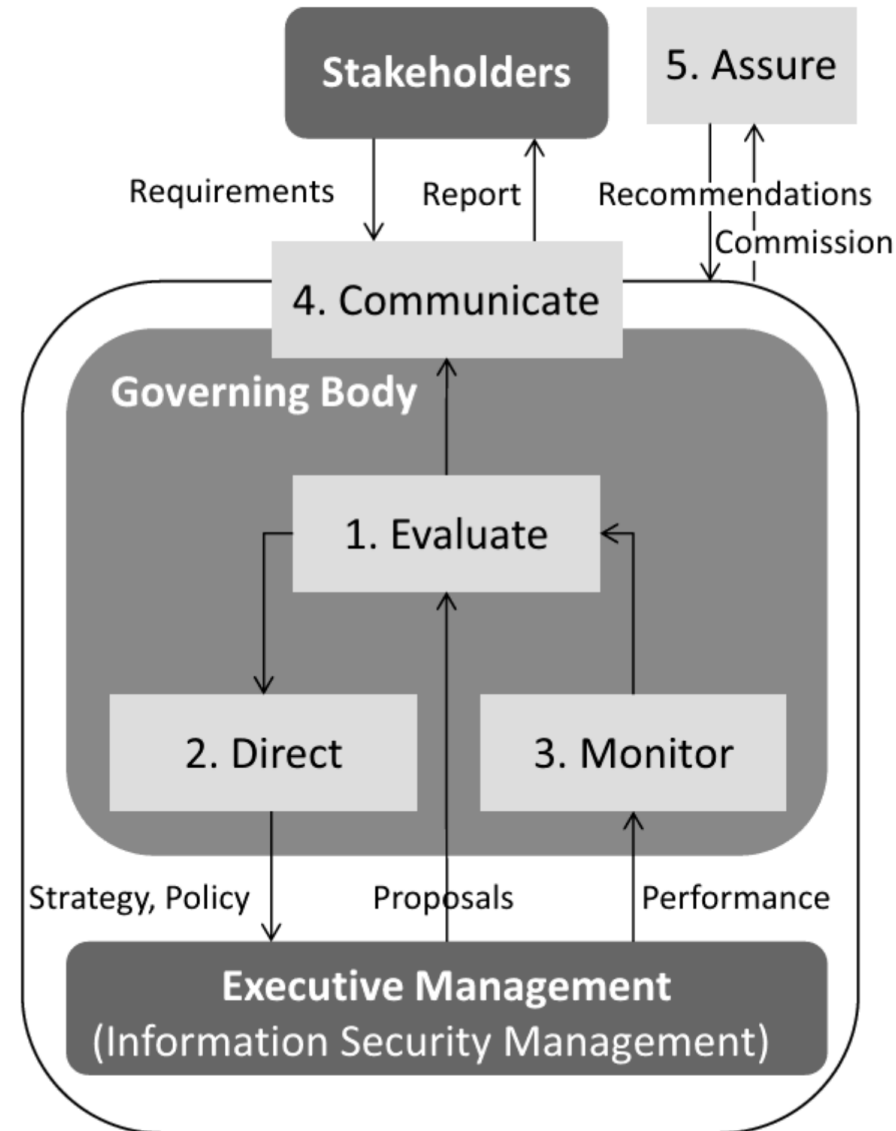 Stakeholders
5. Assure
Requirements
Report
Recommendations
Commission
4. Communicate
Governing Body
1. Evaluate
2. Direct
3. Monitor
Strategy, Policy
Proposals
Performance
Executive Management
(Information Security Management)